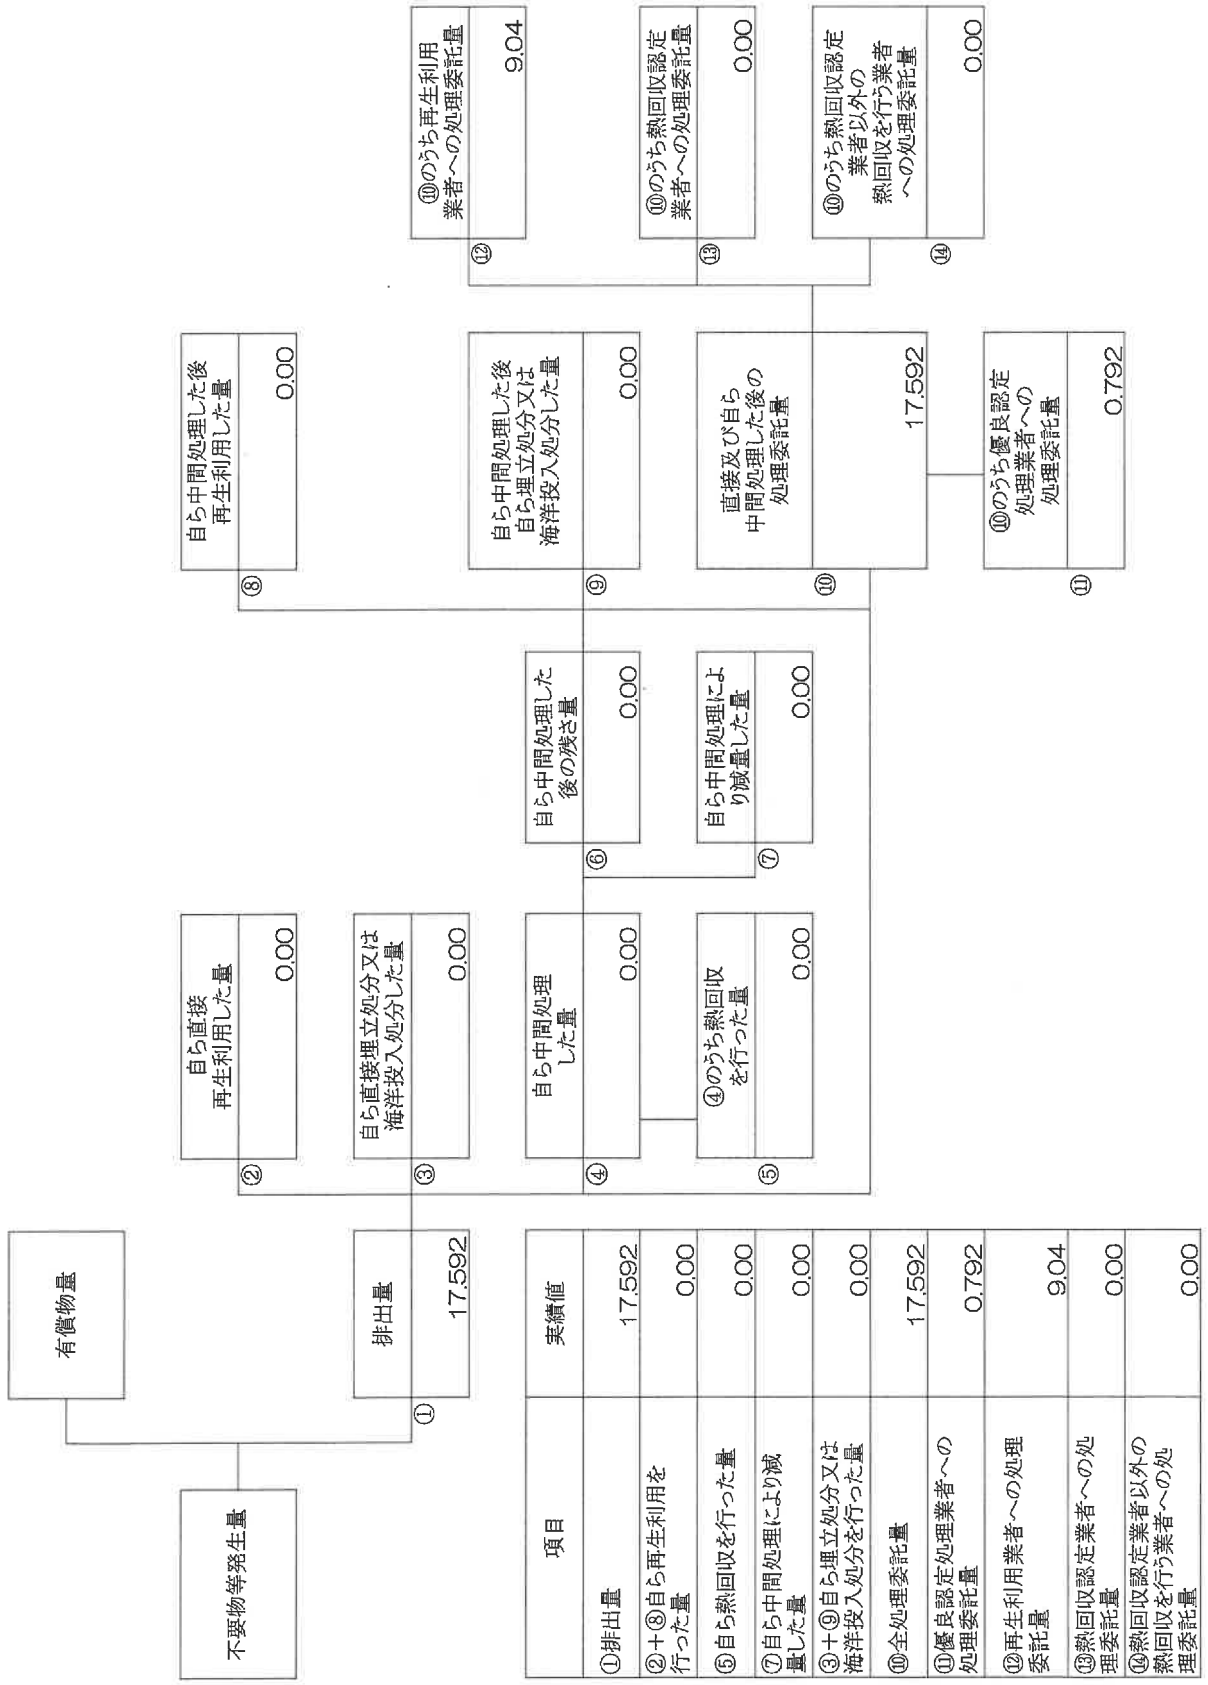 不要物等発生量
有償物量
①
排出量
17.592
②
自ら直接
再生利用した量
0.00
③
自ら直接埋立処分又は
海洋投入処分した量
0.00
④
自ら中間処理
した量
0.00
⑤
④のうち熱回収
を行った量
0.00
⑥
自ら中間処理した
後の残さ量
0.00
⑦
自ら中間処理によ
り減量した量
0.00
⑧
自ら中間処理した後
再生利用した量
0.00
⑨
自ら中間処理した後
自ら埋立処分又は
海洋投入処分した量
0.00
⑩
直接及び自ら
中間処理した後の
処理委託量
17.592
⑪
⑩のうち優良認定
処理業者への
処理委託量
0.792
⑫
⑩のうち再生利用
業者への処理委託量
9.04
⑬
⑩のうち熱回収認定
業者への処理委託量
0.00
⑭
⑩のうち熱回収認定
業者以外の
熱回収を行う業者
への処理委託量
0.00
項目 実績値
①排出量 17.592
②+⑧自ら再生利用を
行った量 0.00
⑤自ら熱回収を行った量 0.00
⑦自ら中間処理により減
量した量 0.00
③+⑨自ら埋立処分又は
海洋投入処分を行った量 0.00
⑩全処理委託量 17.592
⑪優良認定処理業者への
処理委託量 0.792
⑫再生利用業者への処理
委託量 9.04
⑬熱回収認定業者への処
理委託量 0.00
⑭熱回収認定業者以外の
熱回収を行う業者への処
理委託量 0.00